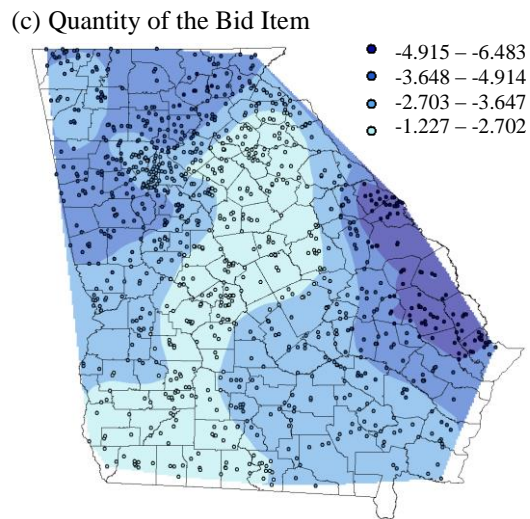 (c) Quantity of the Bid Item
-4.915 – -6.483
-3.648 – -4.914
-2.703 – -3.647
-1.227 – -2.702